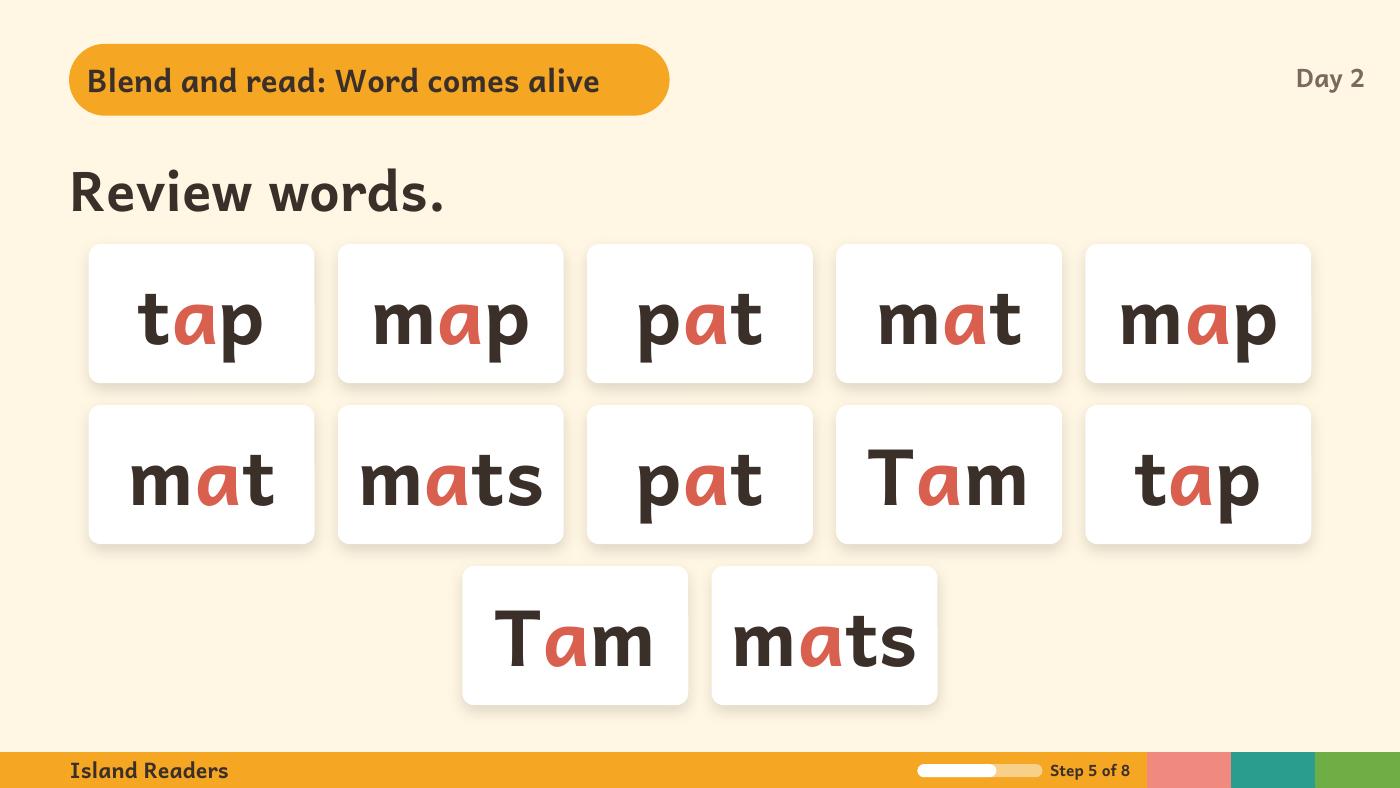 Blend and read: Word comes alive
Day 2
Review words.
tap map pat mat map
mat mats pat Tam tap
Tam mats
Island Readers
Step 5 of 8